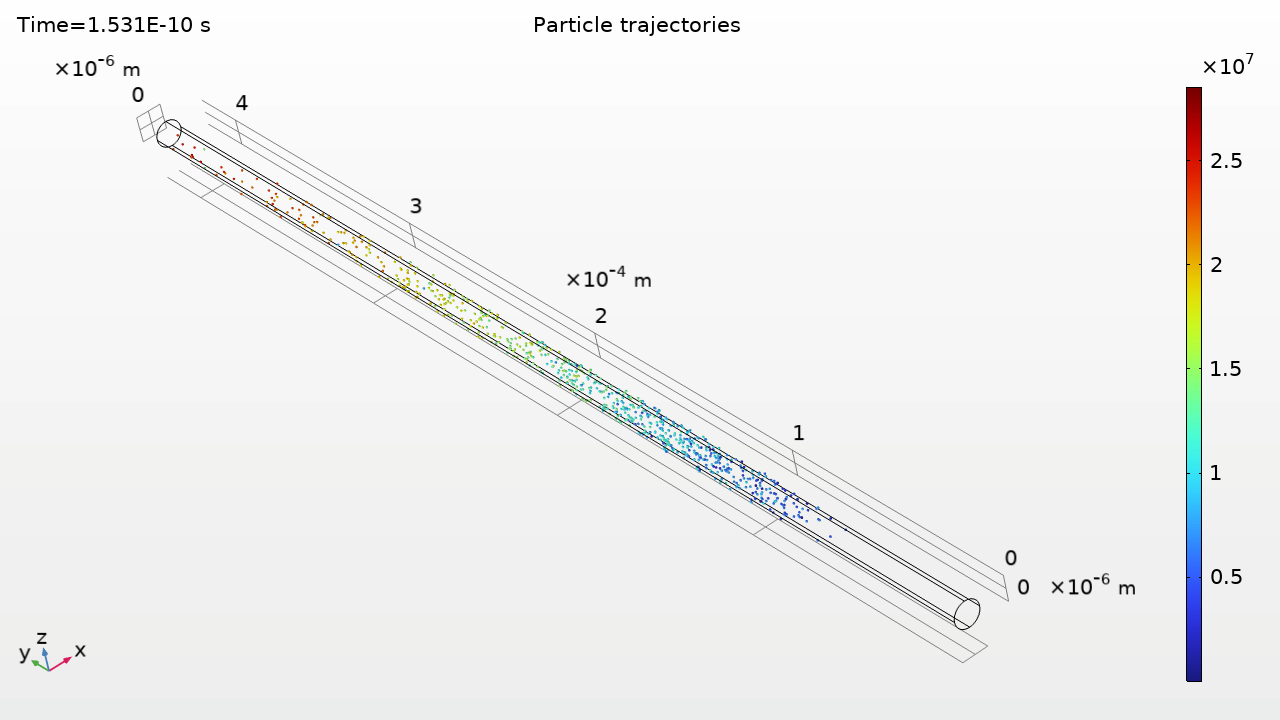 Time=1.531E-10 s
Particle trajectories
×10⁻⁶ m
0
4
3
×10⁻⁴ m
2
1
0
0 ×10⁻⁶ m
×10⁷
2.5
2
1.5
1
0.5
z
y
x